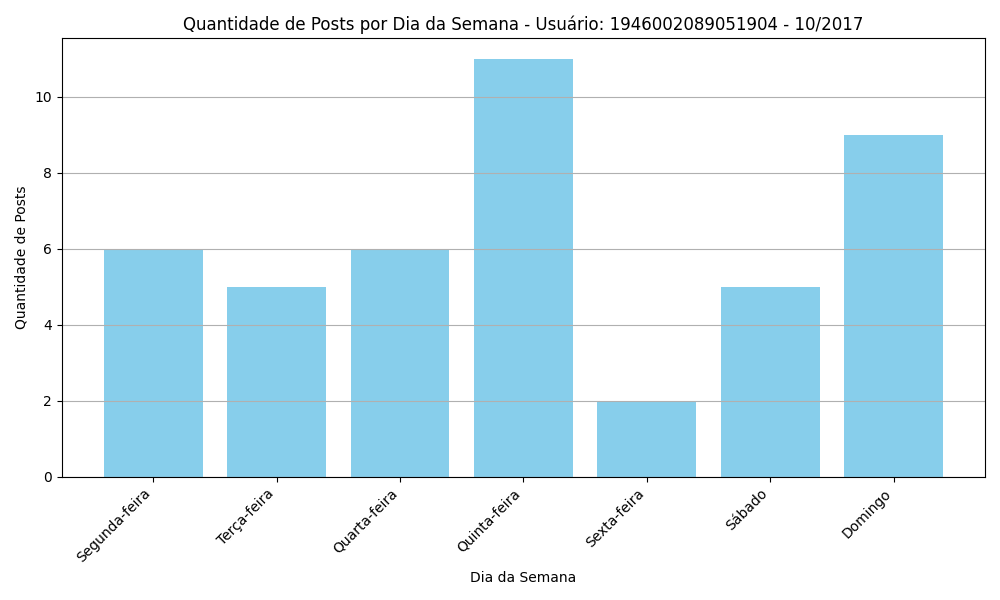 Quantidade de Posts por Dia da Semana - Usuário: 1946002089051904 - 10/2017
Quantidade de Posts
10
8
6
4
2
0
Segunda-feira
Terça-feira
Quarta-feira
Quinta-feira
Sexta-feira
Sábado
Domingo
Dia da Semana